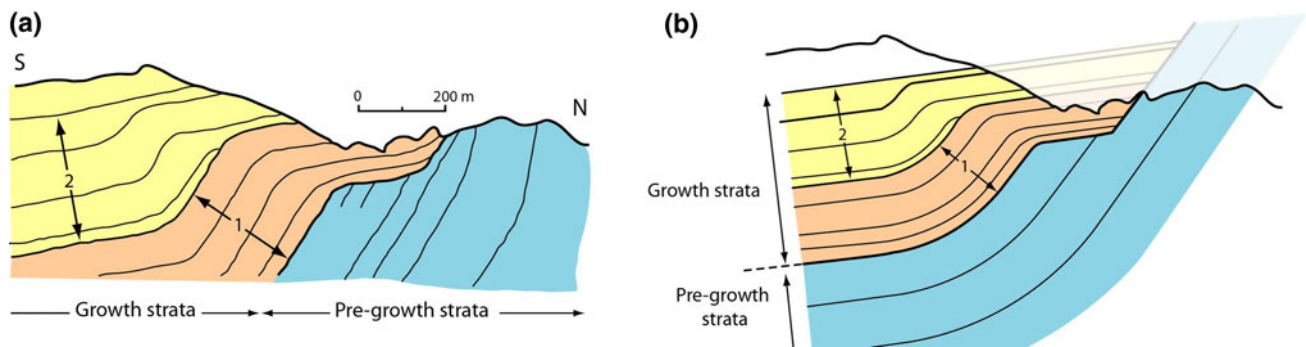 (a)
S
0
200 m
N
2
1
Growth strata
Pre-growth strata
(b)
2
1
Growth strata
Pre-growth
strata